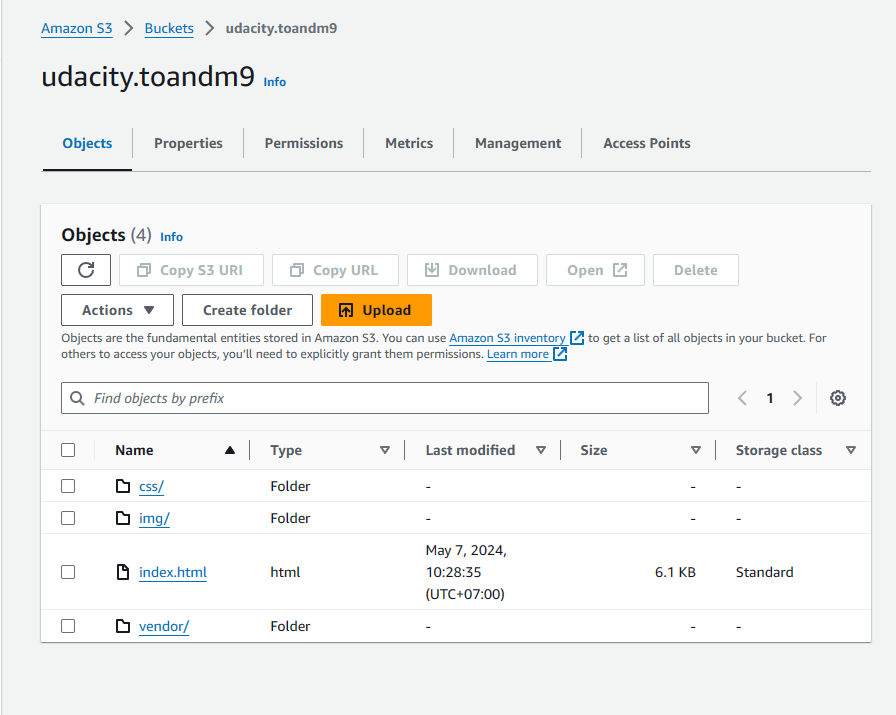 Amazon S3 > Buckets > udacity.toandm9
udacity.toandm9 Info
Objects Properties Permissions Metrics Management Access Points
Objects (4) Info
Copy S3 URI Copy URL Download Open Delete
Actions Create folder Upload
Objects are the fundamental entities stored in Amazon S3. You can use Amazon S3 inventory to get a list of all objects in your bucket. For
others to access your objects, you'll need to explicitly grant them permissions. Learn more
Find objects by prefix 1
Name Type Last modified Size Storage class
css/ Folder - - -
img/ Folder - - -
May 7, 2024,
index.html html 10:28:35 6.1 KB Standard
(UTC+07:00)
vendor/ Folder - - -